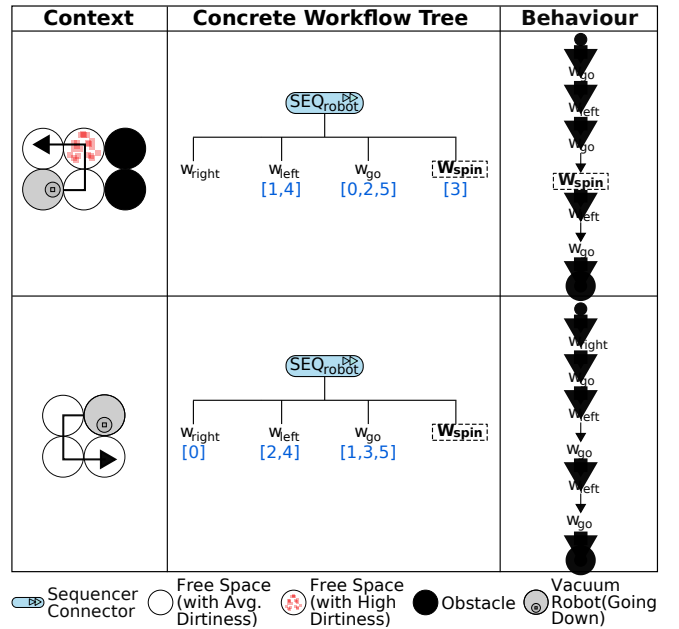 Context Concrete Workflow Tree Behaviour
SEQrobot
wright wleft wgo wspin
[1,4] [0,2,5] [3]
wgo
wleft
wgo
wspin
wleft
wgo
SEQrobot
wright wleft wgo wspin
[0] [2,4] [1,3,5]
wright
wgo
wleft
wgo
wleft
wgo
Sequencer Connector
Free Space (with Avg. Dirtiness)
Free Space (with High Dirtiness)
Obstacle
Vacuum Robot(Going Down)